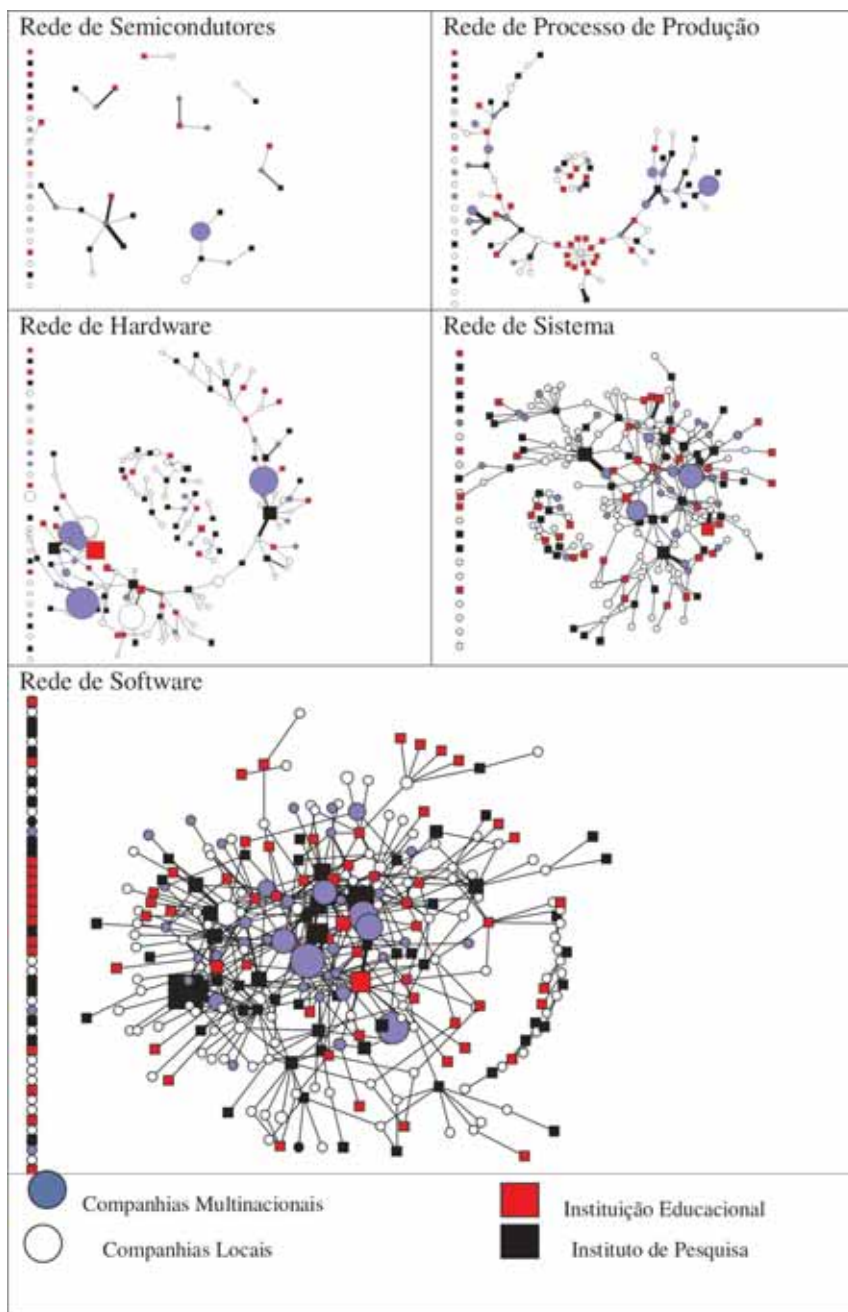 Rede de Semicondutores
Rede de Processo de Produção
Rede de Hardware
Rede de Sistema
Rede de Software
Companhias Multinacionais
Instituição Educacional
Companhias Locais
Instituto de Pesquisa